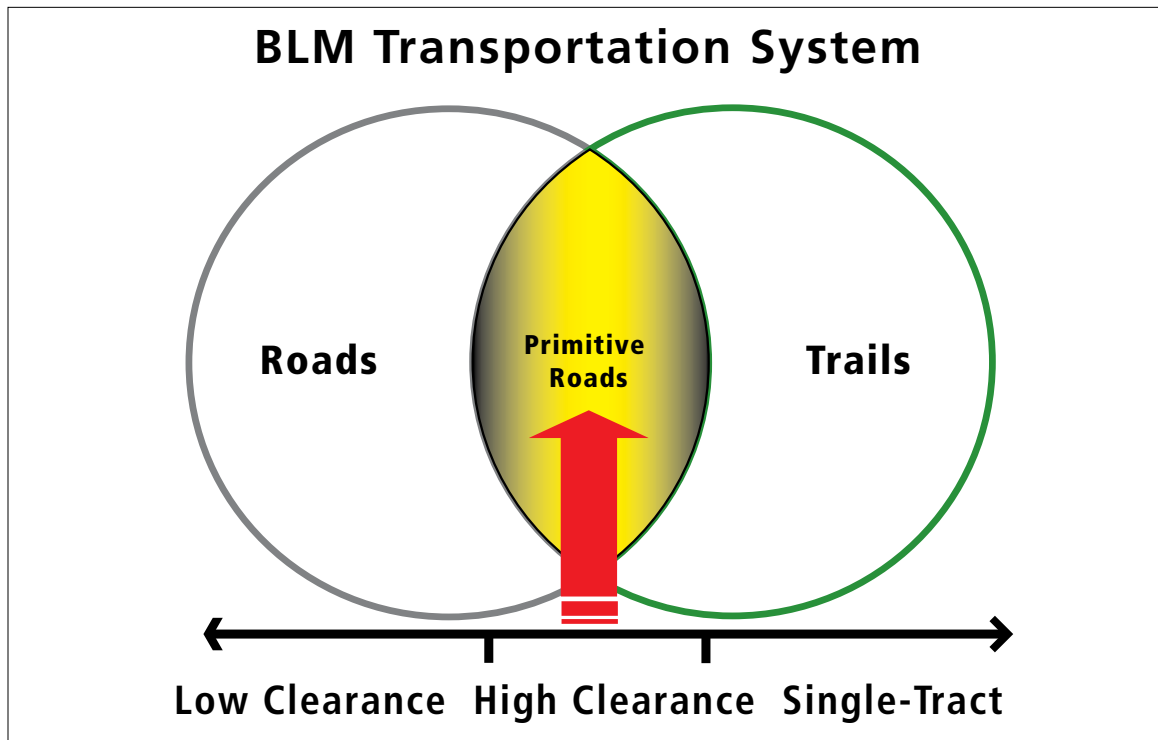 BLM Transportation System
Roads
Primitive
Roads
Trails
Low Clearance
High Clearance
Single-Tract